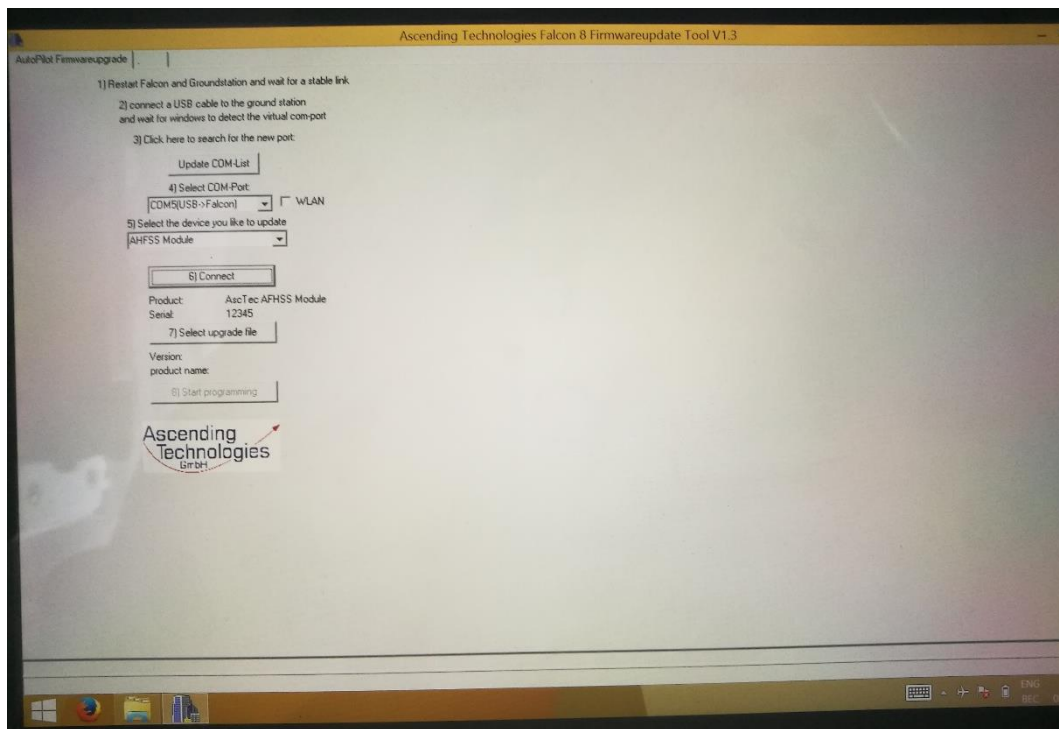 Ascending Technologies Falcon 8 Firmwareupdate Tool V1.3
AutoPilot Firmwareupgrade
1) Restart Falcon and Groundstation and wait for a stable link
2) connect a USB cable to the ground station
and wait for windows to detect the virtual com-port
3) Click here to search for the new port:
Update COM-List
4) Select COM-Port:
COM5(USB->Falcon)
WLAN
5) Select the device you like to update
AHFSS Module
6) Connect
Product: AscTec AFHSS Module
Serial: 12345
7) Select upgrade file
Version:
product name:
6) Start programming
Ascending
Technologies
GmbH
ENG
BEC